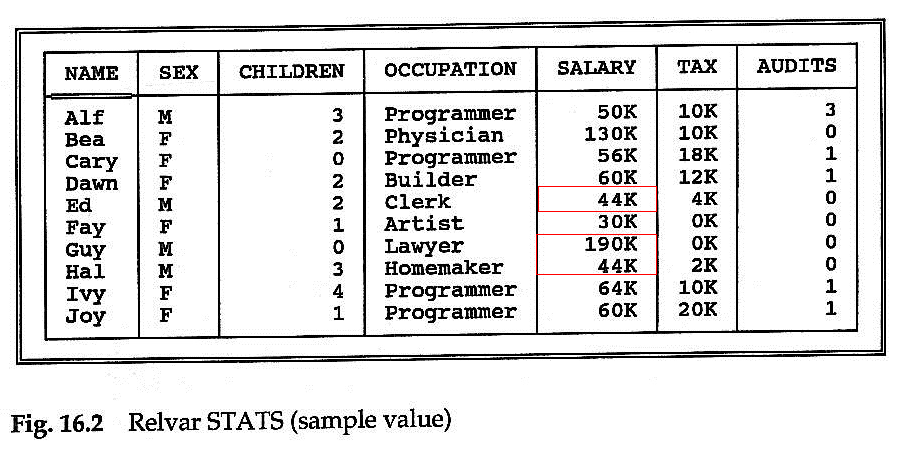 NAME SEX CHILDREN OCCUPATION SALARY TAX AUDITS
Alf M 3 Programmer 50K 10K 3
Bea F 2 Physician 130K 10K 0
Cary F 0 Programmer 56K 18K 1
Dawn F 2 Builder 60K 12K 1
Ed M 2 Clerk 44K 4K 0
Fay F 1 Artist 30K 0K 0
Guy M 0 Lawyer 190K 0K 0
Hal M 3 Homemaker 44K 2K 0
Ivy F 4 Programmer 64K 10K 1
Joy F 1 Programmer 60K 20K 1
Fig. 16.2 Relvar STATS (sample value)